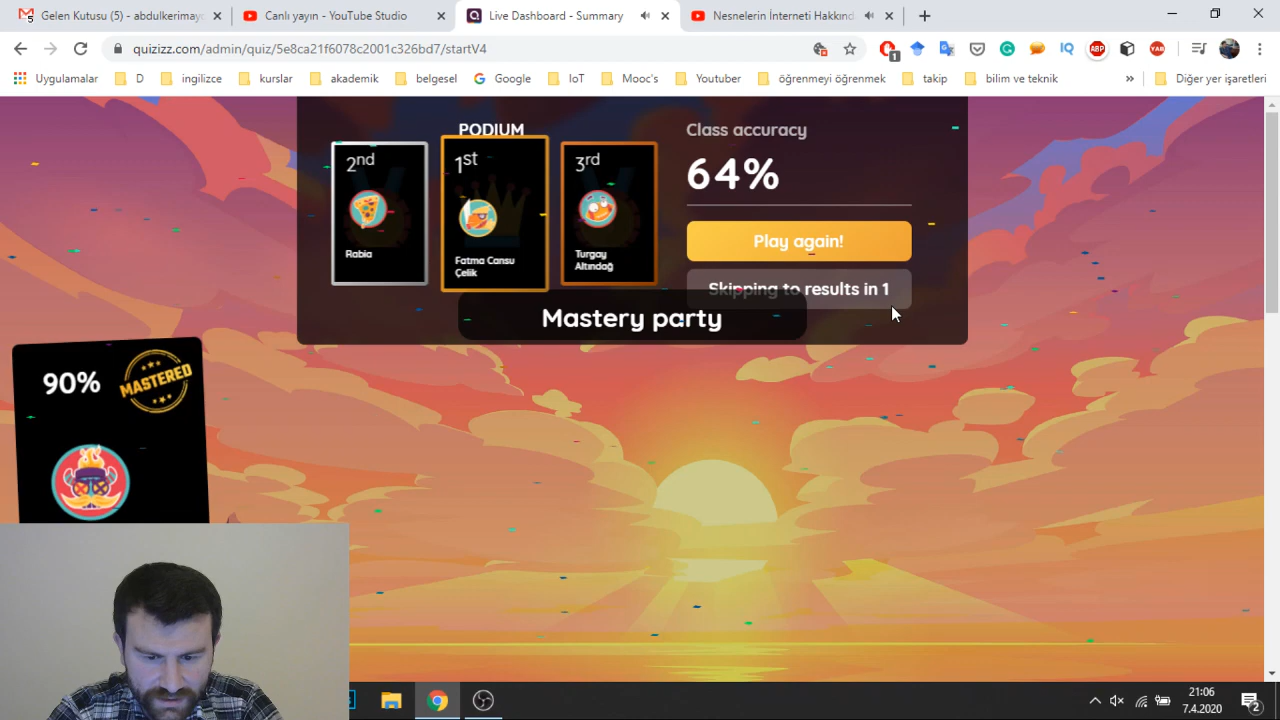 Gelen Kutusu (5) - abdulkerimay
Canlı yayın - YouTube Studio
Live Dashboard - Summary
Nesnelerin İnterneti Hakkınd
quizizz.com/admin/quiz/5e8ca21f6078c2001c326bd7/startV4
Uygulamalar
D
ingilizce
kurslar
akademik
belgesel
Google
IoT
Mooc's
Youtuber
öğrenmeyi öğrenmek
takip
bilim ve teknik
»
Diğer yer işaretleri
PODIUM
2nd
Rabia
1st
Fatma Cansu
Çelik
3rd
Turgay
Altındağ
Class accuracy
64%
Play again!
Skipping to results in 1
Mastery party
90%
MASTERED
21:06
7.4.2020
2